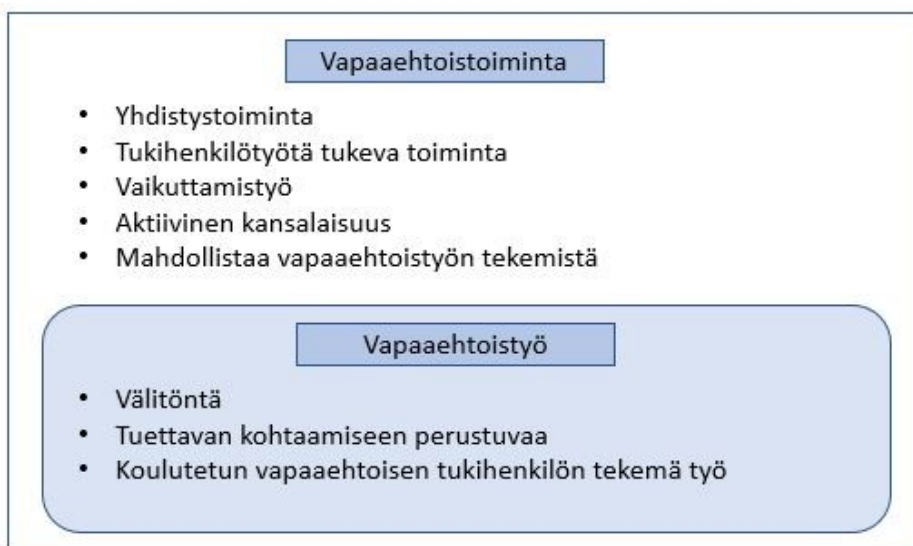 Vapaaehtoistoiminta
• Yhdistystoiminta
• Tukihenkilötyötä tukeva toiminta
• Vaikuttamistyö
• Aktiivinen kansalaisuus
• Mahdollistaa vapaaehtoistyön tekemistä
Vapaaehtoistyö
• Välitöntä
• Tuettavan kohtaamiseen perustuvaa
• Koulutetun vapaaehtoisen tukihenkilön tekemä työ